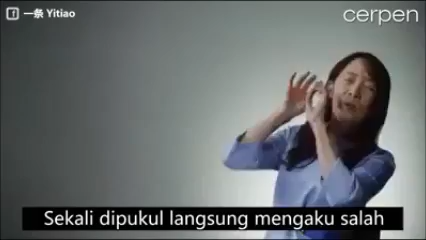 一条 Yitiao
cerpen
Sekali dipukul langsung mengaku salah